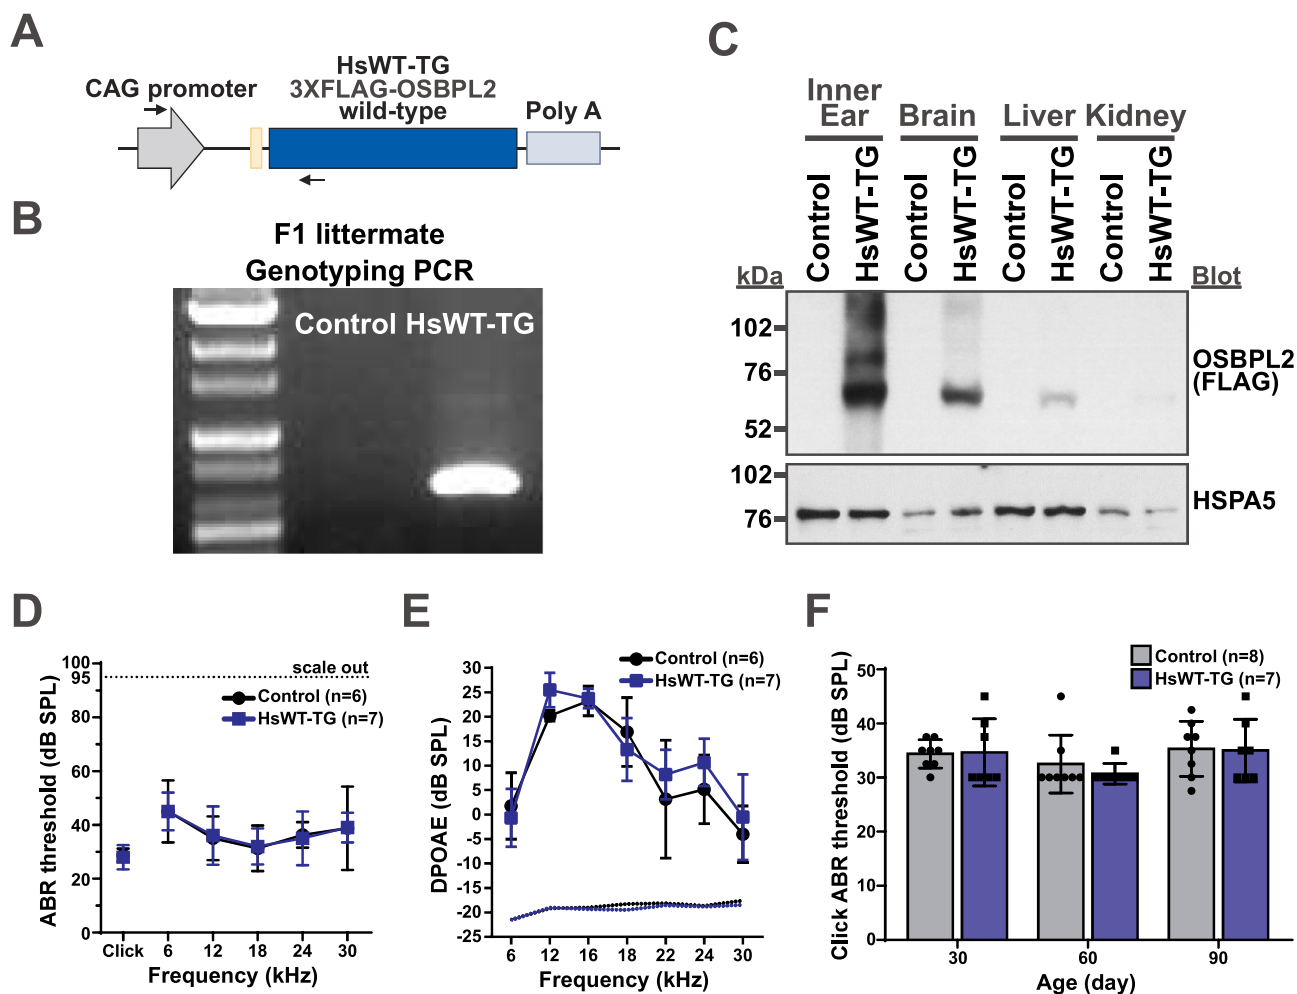 A
CAG promoter
HsWT-TG
3XFLAG-OSBPL2
wild-type
Poly A
B
F1 littermate
Genotyping PCR
Control HsWT-TG
C
Inner
Ear
Brain
Liver
Kidney
Control
HsWT-TG
Control
HsWT-TG
Control
HsWT-TG
Control
HsWT-TG
kDa
Blot
102
76
52
OSBPL2
(FLAG)
102
76
HSPA5
D
ABR threshold (dB SPL)
100
95
80
60
40
20
0
scale out
Control (n=6)
HsWT-TG (n=7)
Click 6 12 18 24 30
Frequency (kHz)
E
DPOAE (dB SPL)
30
25
20
15
10
5
0
-5
-10
-15
-20
-25
Control (n=6)
HsWT-TG (n=7)
6 12 16 18 22 24 30
Frequency (kHz)
F
Click ABR threshold (dB SPL)
50
40
30
20
10
0
Control (n=8)
HsWT-TG (n=7)
30 60 90
Age (day)